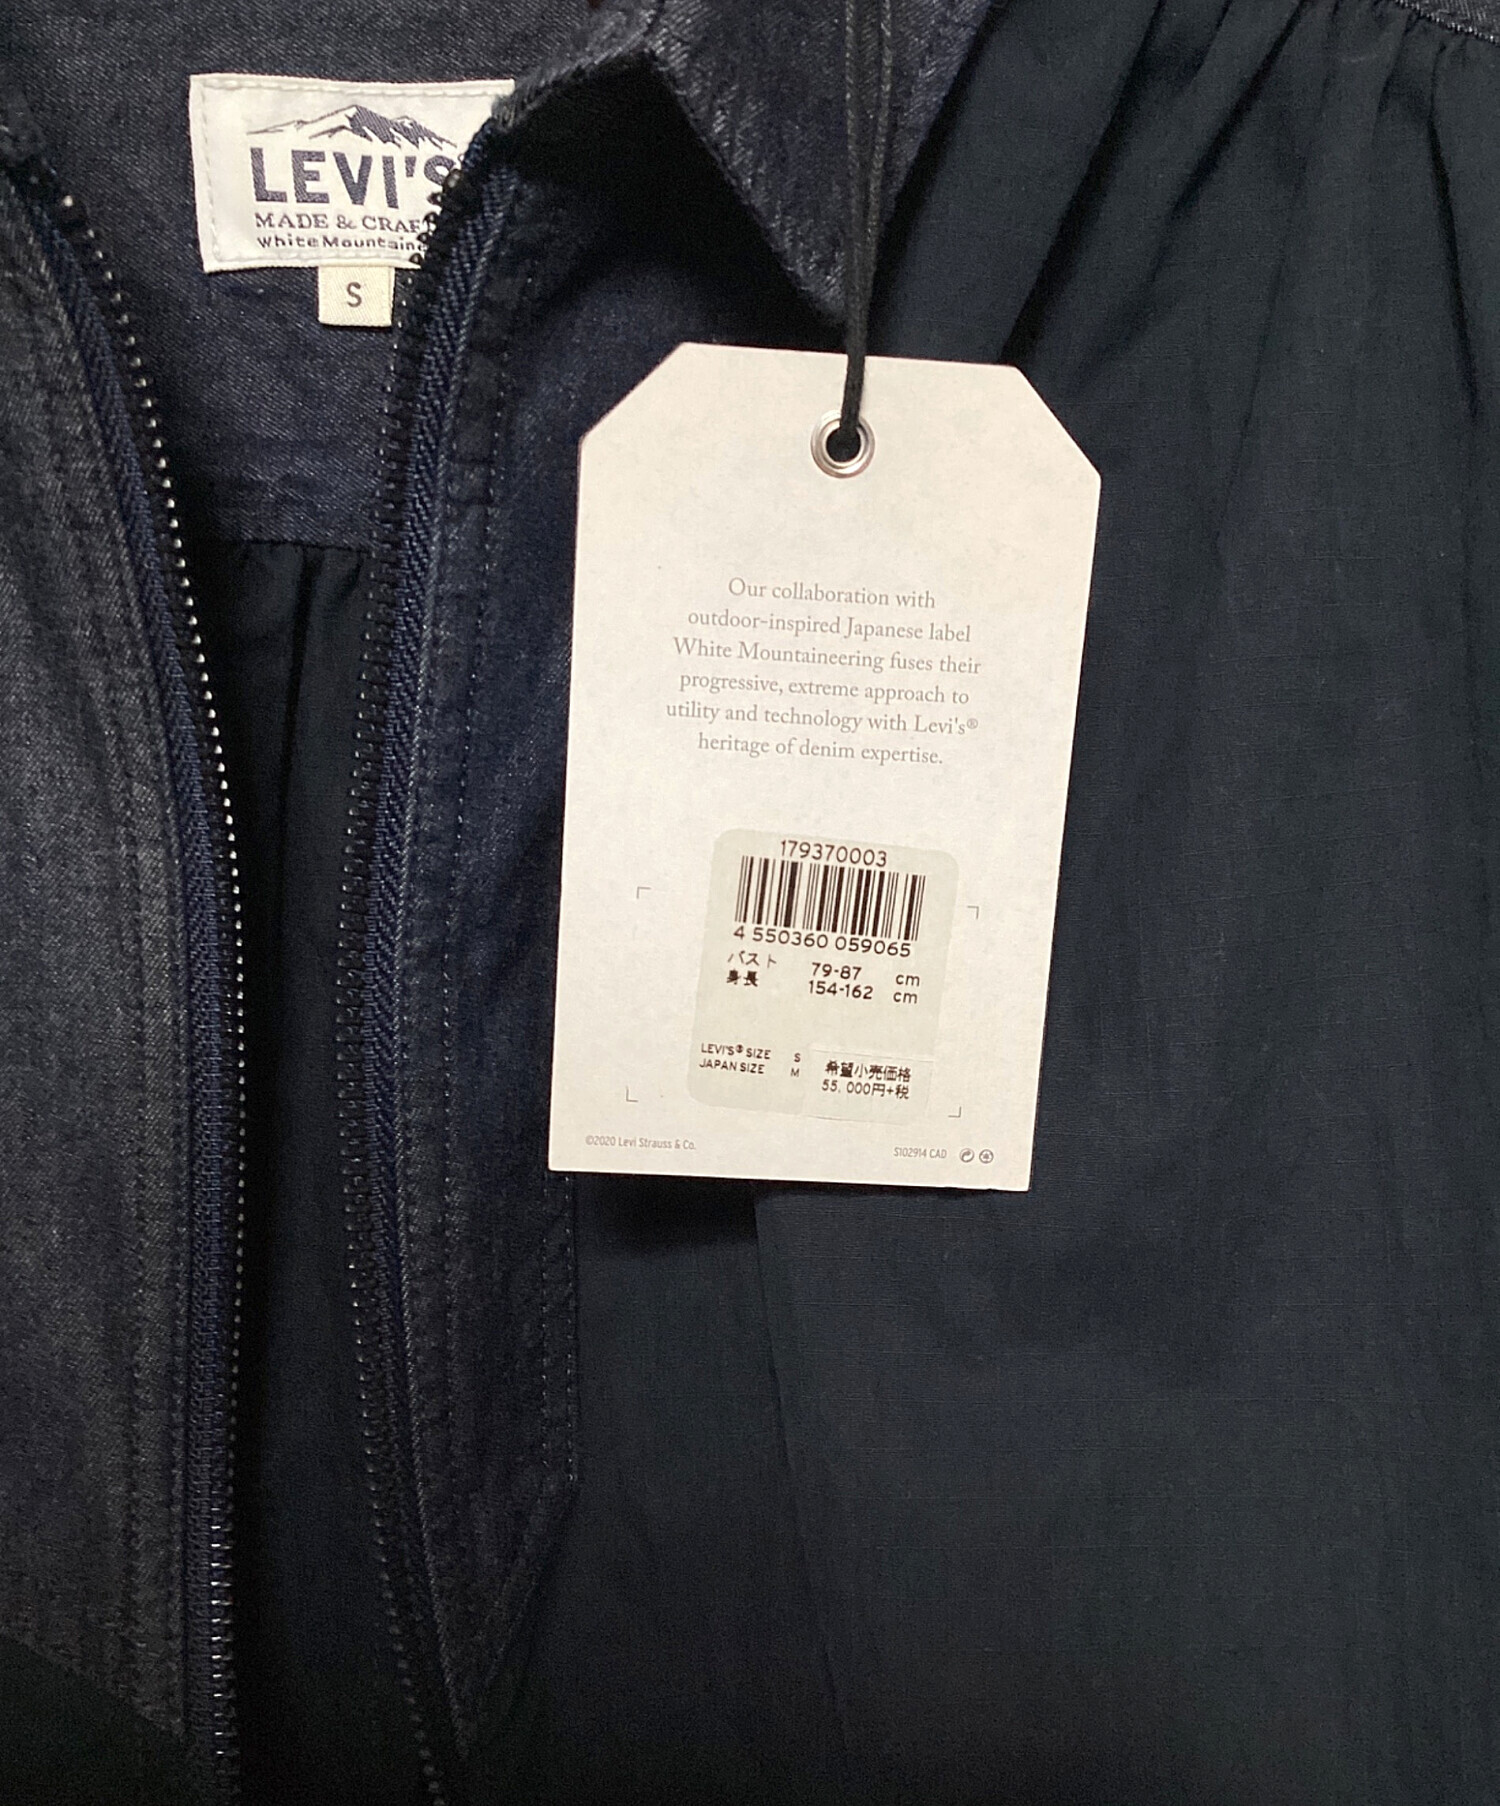 LEVI'S
MADE & CRAF
White Mountain
S
Our collaboration with
outdoor-inspired Japanese label
White Mountaineering fuses their
progressive, extreme approach to
utility and technology with Levi's®
heritage of denim expertise.
179370003
4 550360 059065
バスト 79-87 cm
身長 154-162 cm
LEVI'S® SIZE S
JAPAN SIZE M
希望小売価格
55,000円+税
©2020 Levi Strauss & Co.
S102914 CAD